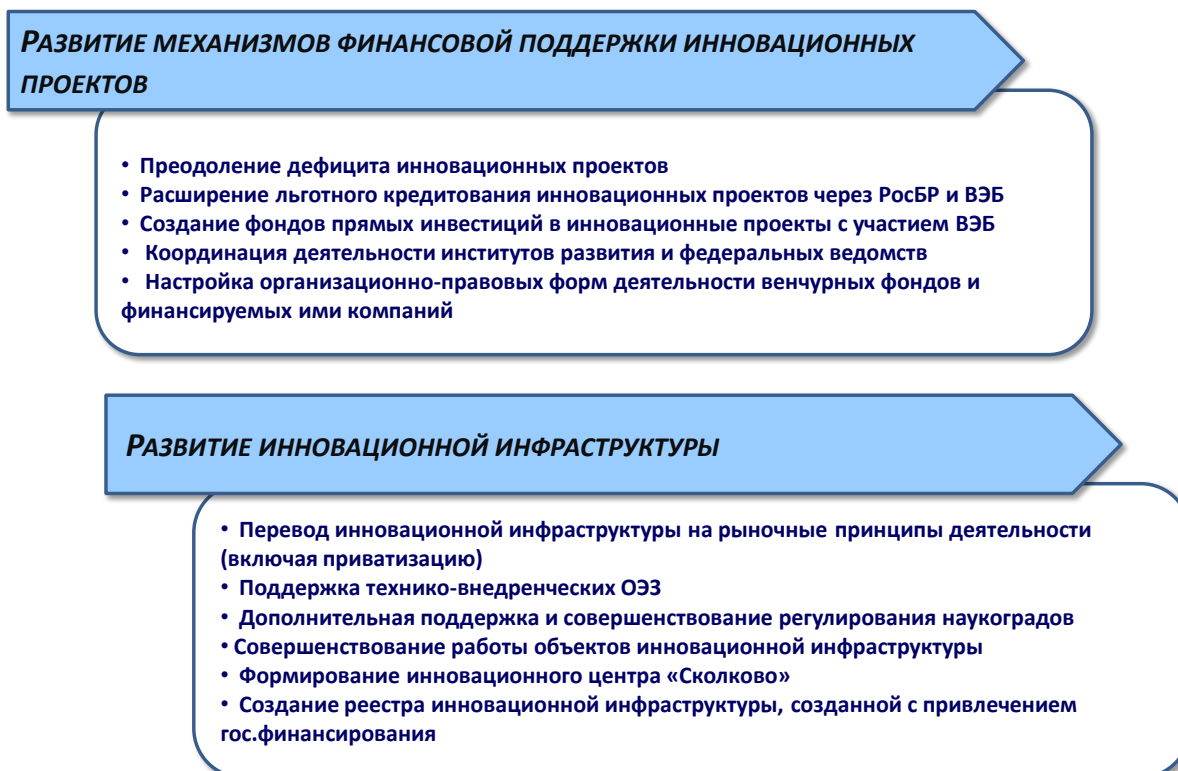 РАЗВИТИЕ МЕХАНИЗМОВ ФИНАНСОВОЙ ПОДДЕРЖКИ ИННОВАЦИОННЫХ
ПРОЕКТОВ
• Преодоление дефицита инновационных проектов
• Расширение льготного кредитования инновационных проектов через РосБР и ВЭБ
• Создание фондов прямых инвестиций в инновационные проекты с участием ВЭБ
• Координация деятельности институтов развития и федеральных ведомств
• Настройка организационно-правовых форм деятельности венчурных фондов и
финансируемых ими компаний
РАЗВИТИЕ ИННОВАЦИОННОЙ ИНФРАСТРУКТУРЫ
• Перевод инновационной инфраструктуры на рыночные принципы деятельности
(включая приватизацию)
• Поддержка технико-внедренческих ОЭЗ
• Дополнительная поддержка и совершенствование регулирования наукоградов
• Совершенствование работы объектов инновационной инфраструктуры
• Формирование инновационного центра «Сколково»
• Создание реестра инновационной инфраструктуры, созданной с привлечением
гос.финансирования